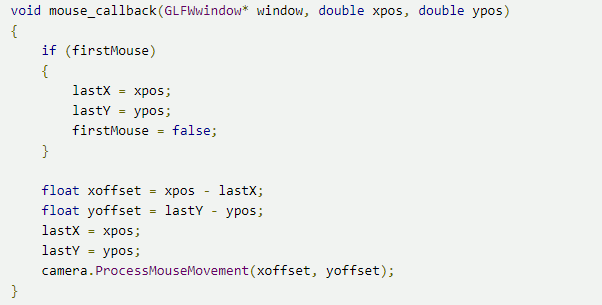 void mouse_callback(GLFWwindow* window, double xpos, double ypos)
{
    if (firstMouse)
    {
        lastX = xpos;
        lastY = ypos;
        firstMouse = false;
    }

    float xoffset = xpos - lastX;
    float yoffset = lastY - ypos;
    lastX = xpos;
    lastY = ypos;
    camera.ProcessMouseMovement(xoffset, yoffset);
}